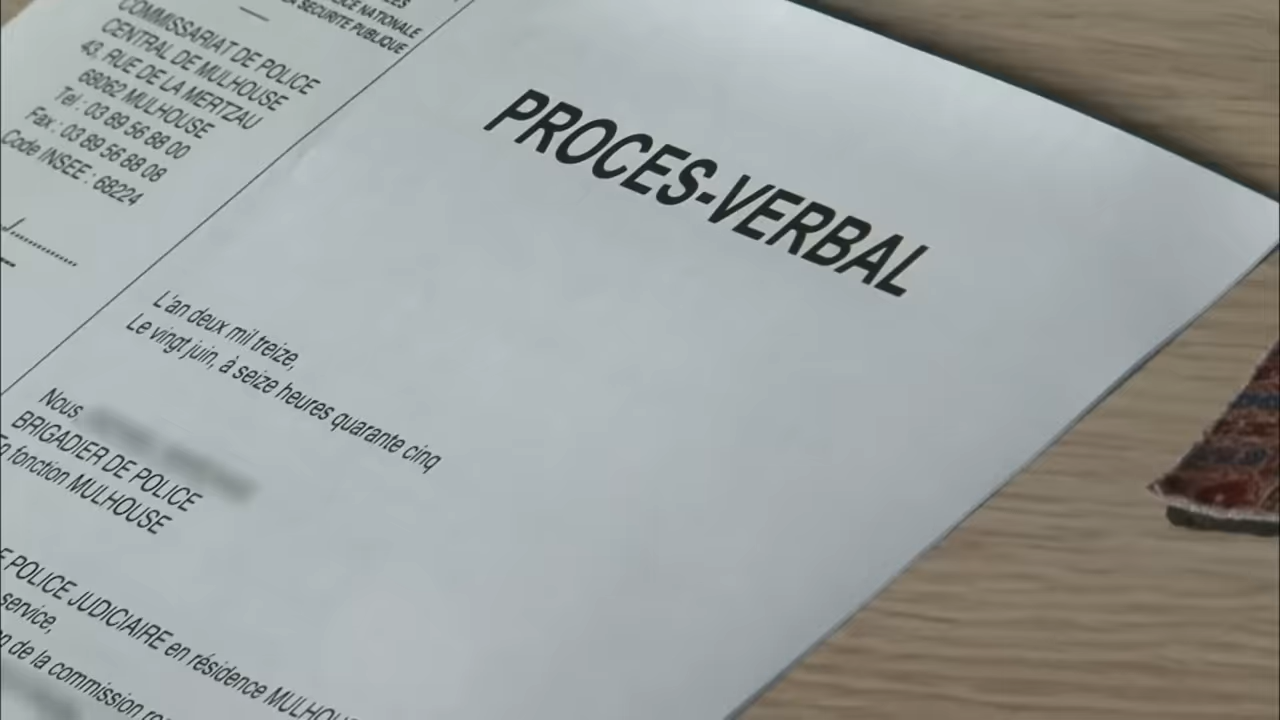 POLICE NATIONALE
SECURITE PUBLIQUE
COMMISSARIAT DE POLICE
CENTRAL DE MULHOUSE
43, RUE DE LA MERTZAU
68062 MULHOUSE
Tel : 03 89 56 88 00
Fax : 03 89 56 88 08
Code INSEE : 68224
PROCES-VERBAL
L'an deux mil treize,
Le vingt juin, à seize heures quarante cinq
Nous
BRIGADIER DE POLICE
En fonction MULHOUSE
POLICE JUDICIAIRE en résidence MULHOUSE
service,
de la commission